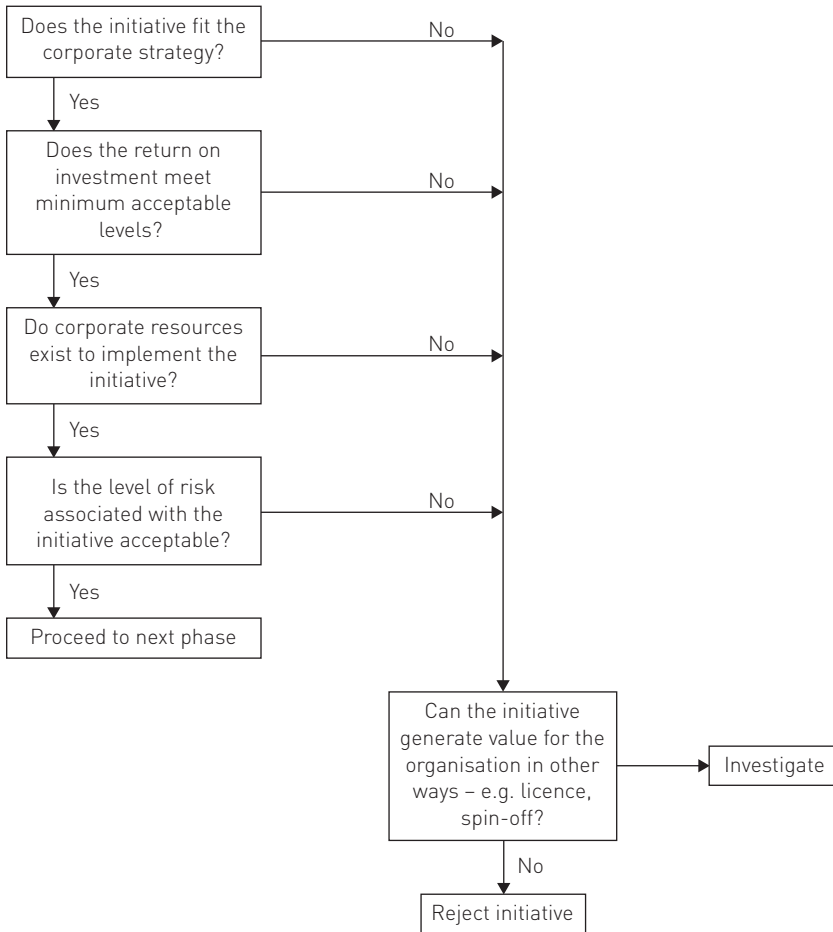 Does the initiative fit the
corporate strategy?
No
Yes
Does the return on
investment meet
minimum acceptable
levels?
No
Yes
Do corporate resources
exist to implement the
initiative?
No
Yes
Is the level of risk
associated with the
initiative acceptable?
No
Yes
Proceed to next phase
Can the initiative
generate value for the
organisation in other
ways – e.g. licence,
spin-off?
Investigate
No
Reject initiative